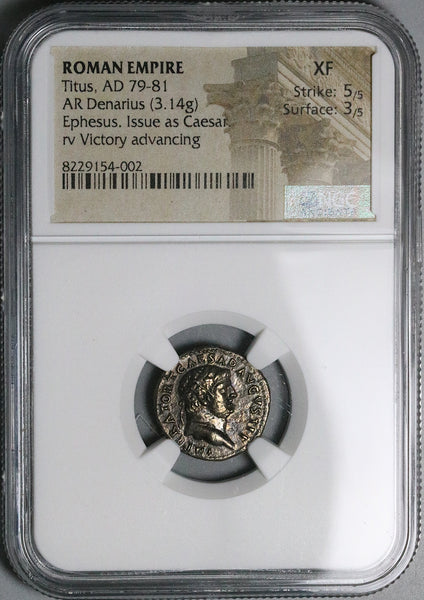 ROMAN EMPIRE
XF
Titus, AD 79-81
Strike: 5/5
AR Denarius (3.14g)
Surface: 3/5
Ephesus. Issue as Caesar
rv Victory advancing
8229154-002
NGC